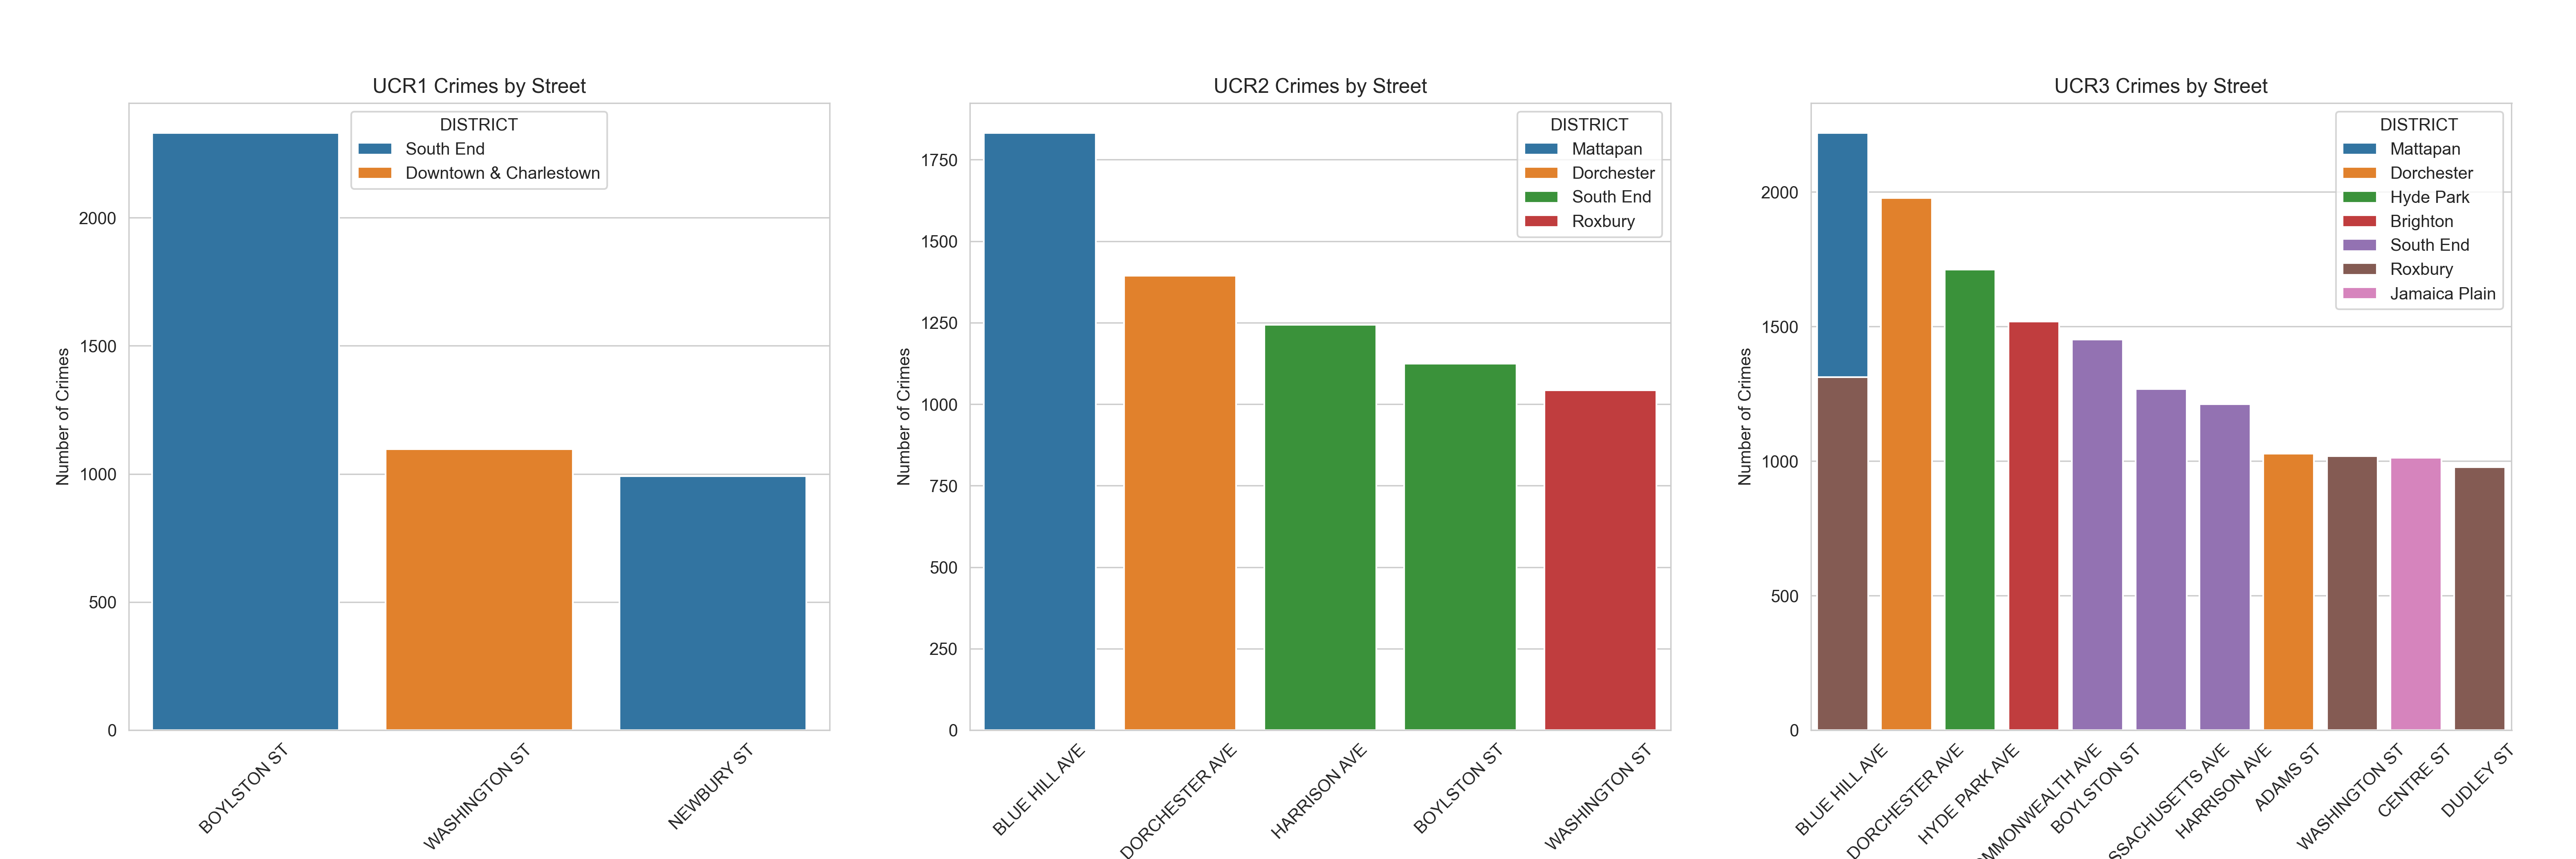 UCR1 Crimes by Street
DISTRICT
South End
Downtown & Charlestown
Number of Crimes
2000
1500
1000
500
0
BOYLSTON ST
WASHINGTON ST
NEWBURY ST
UCR2 Crimes by Street
DISTRICT
Mattapan
Dorchester
South End
Roxbury
Number of Crimes
1750
1500
1250
1000
750
500
250
0
BLUE HILL AVE
DORCHESTER AVE
HARRISON AVE
BOYLSTON ST
WASHINGTON ST
UCR3 Crimes by Street
DISTRICT
Mattapan
Dorchester
Hyde Park
Brighton
South End
Roxbury
Jamaica Plain
Number of Crimes
2000
1500
1000
500
0
BLUE HILL AVE
DORCHESTER AVE
HYDE PARK AVE
OMMONWEALTH AVE
BOYLSTON ST
SSACHUSETTS AVE
HARRISON AVE
ADAMS ST
WASHINGTON ST
CENTRE ST
DUDLEY ST